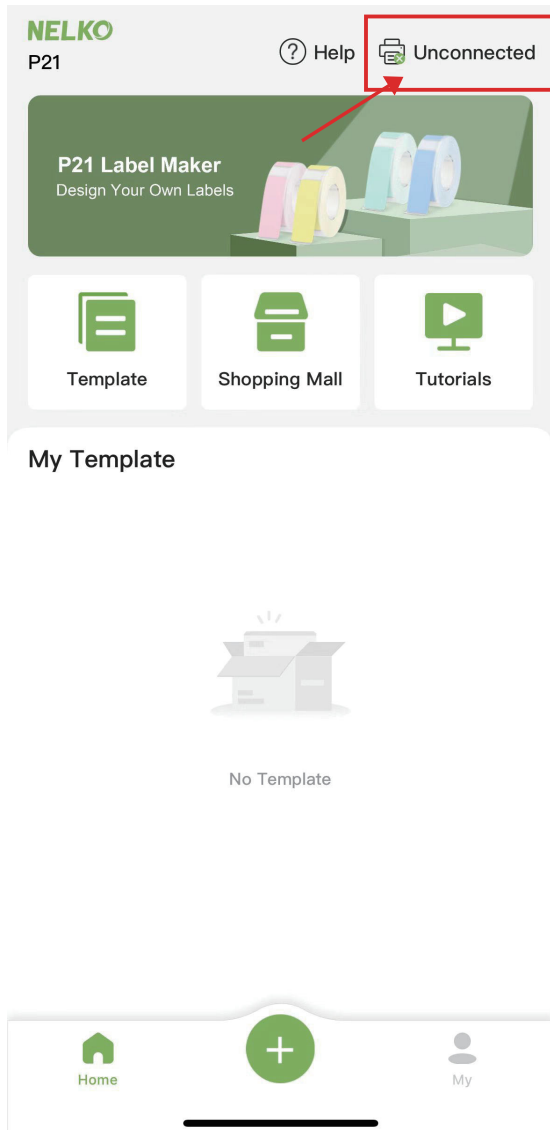 NELKO
P21
? Help
Unconnected
P21 Label Maker
Design Your Own Labels
Template
Shopping Mall
Tutorials
My Template
No Template
Home
My